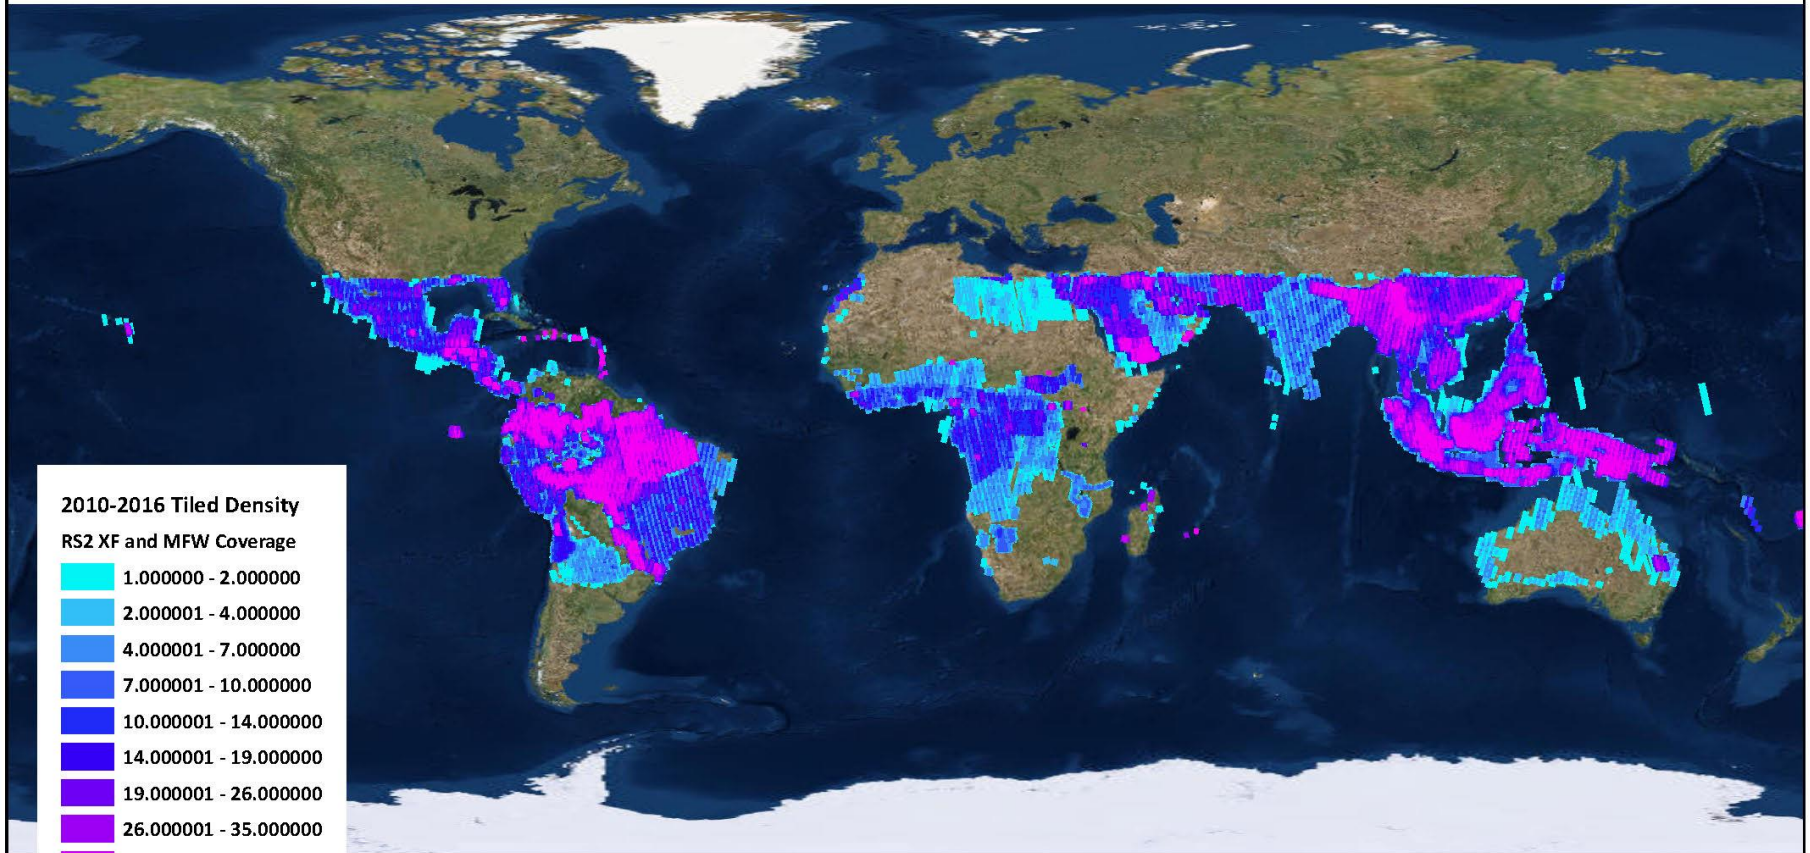 2010-2016 Tiled Density
RS2 XF and MFW Coverage
1.000000 - 2.000000
2.000001 - 4.000000
4.000001 - 7.000000
7.000001 - 10.000000
10.000001 - 14.000000
14.000001 - 19.000000
19.000001 - 26.000000
26.000001 - 35.000000